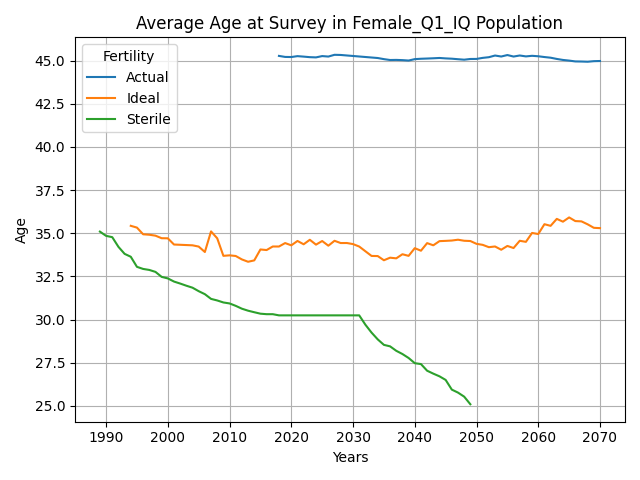 Average Age at Survey in Female_Q1_IQ Population
Fertility
Actual
Ideal
Sterile
Age
45.0
42.5
40.0
37.5
35.0
32.5
30.0
27.5
25.0
1990 2000 2010 2020 2030 2040 2050 2060 2070
Years